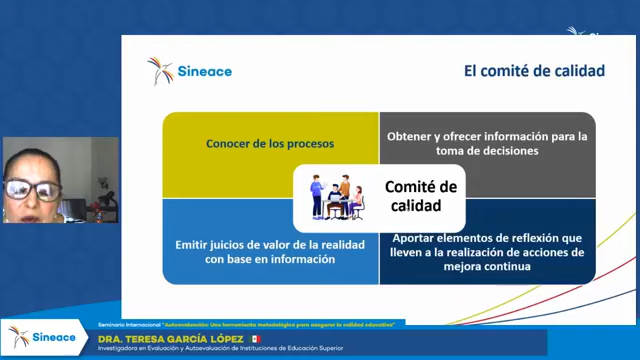 Sineace
El comité de calidad
Conocer de los procesos
Obtener y ofrecer información para la
toma de decisiones
Comité de
calidad
Emitir juicios de valor de la realidad
con base en información
Aportar elementos de reflexión que
lleven a la realización de acciones de
mejora continua
Seminario Internacional "Autoevaluación: Una herramienta metodológica para asegurar la calidad educativa"
Sineace
DRA. TERESA GARCÍA LÓPEZ
Investigadora en Evaluación y Autoevaluación de Instituciones de Educación Superior